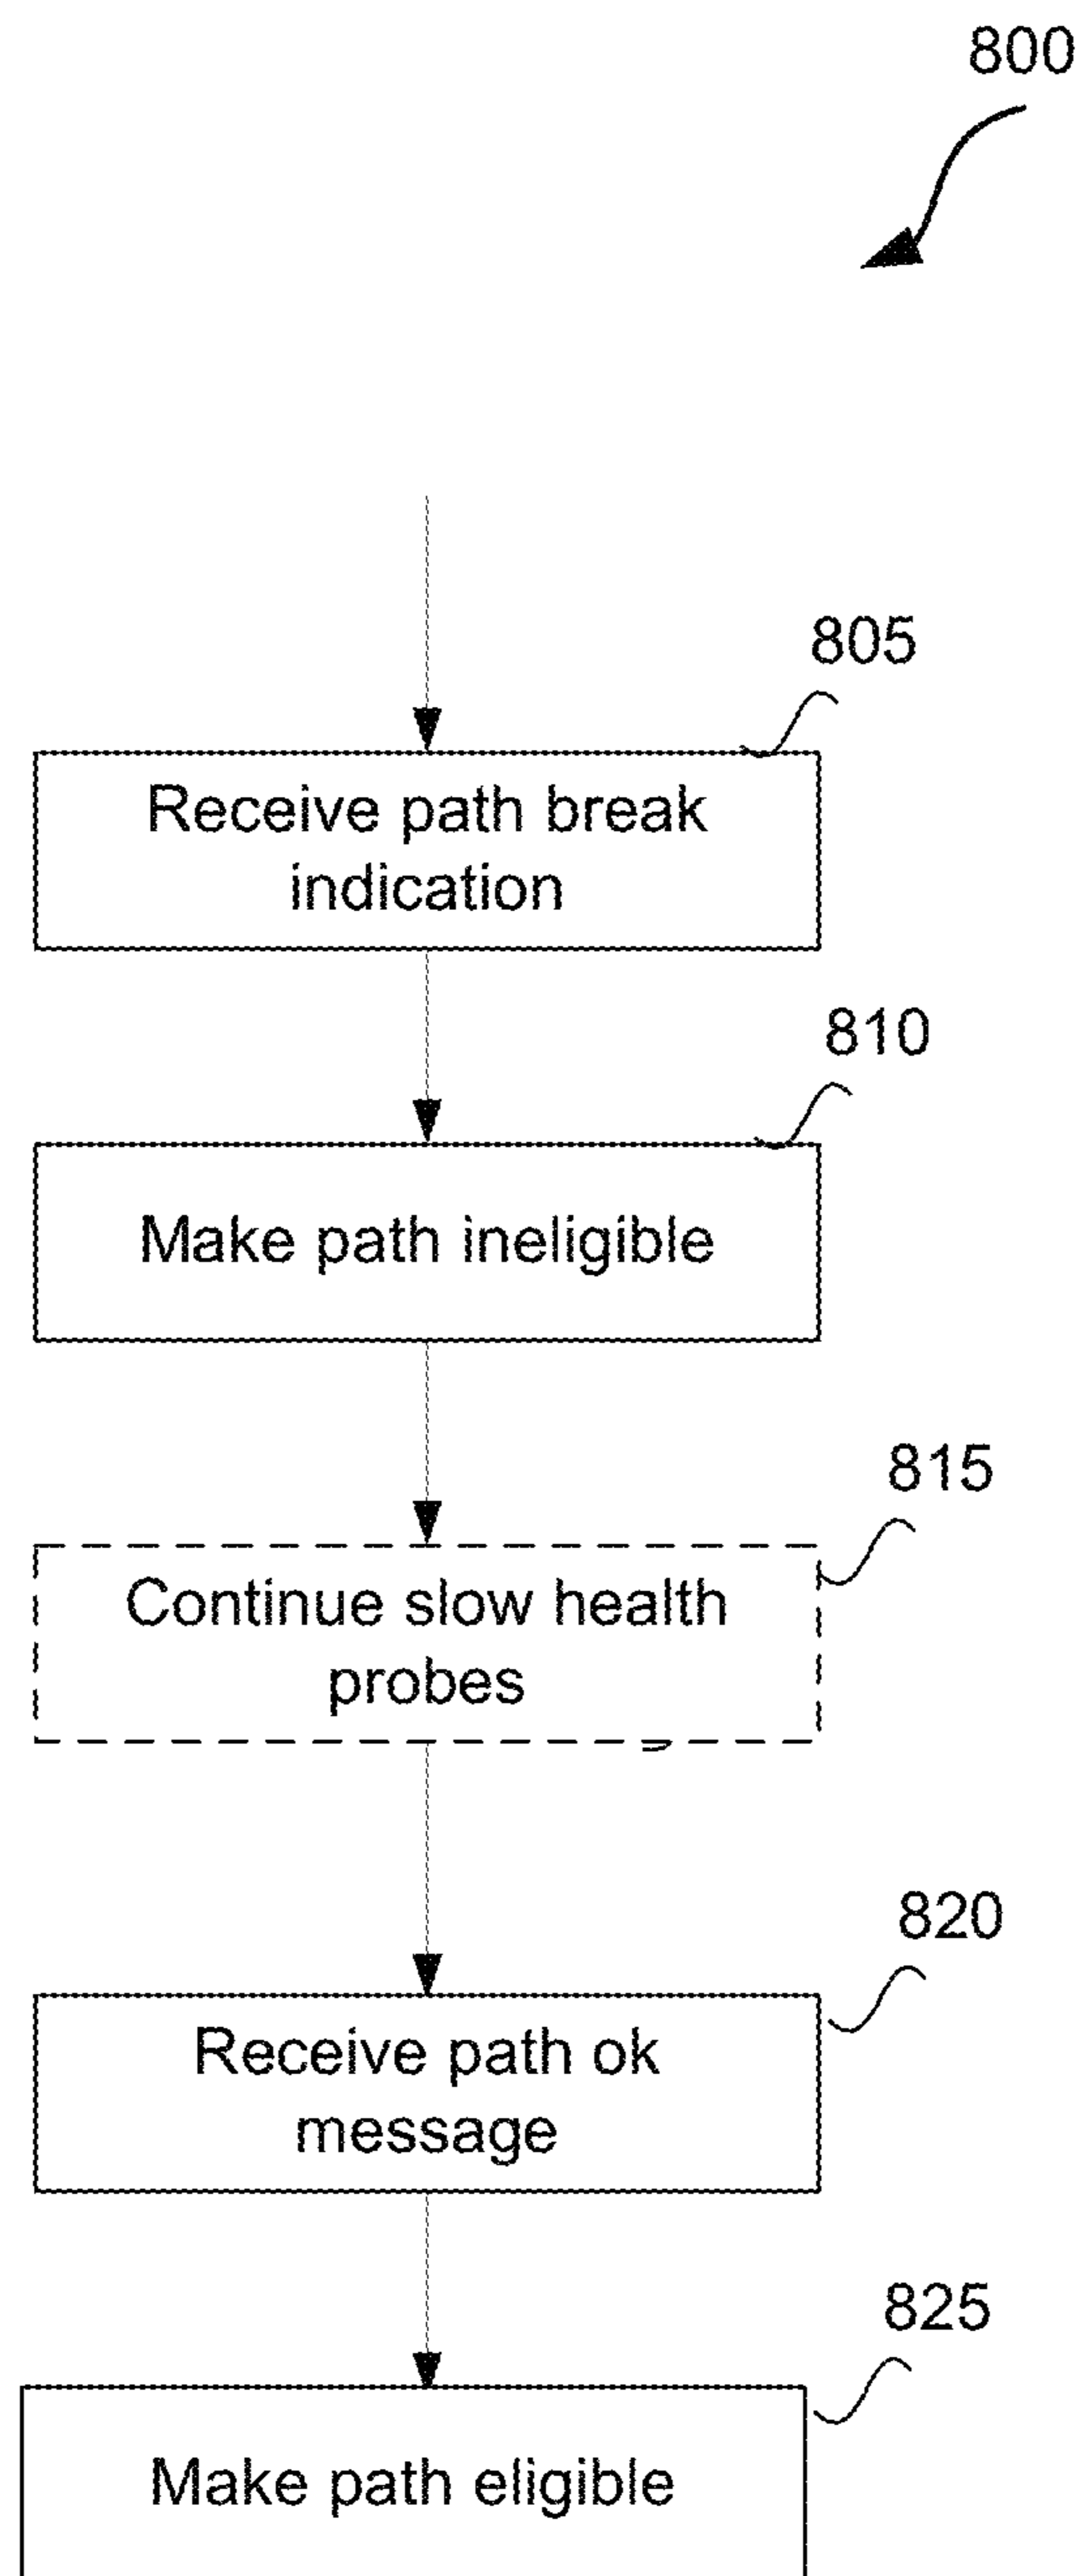 800
805
Receive path break
indication
810
Make path ineligible
815
Continue slow health
probes
820
Receive path ok
message
825
Make path eligible